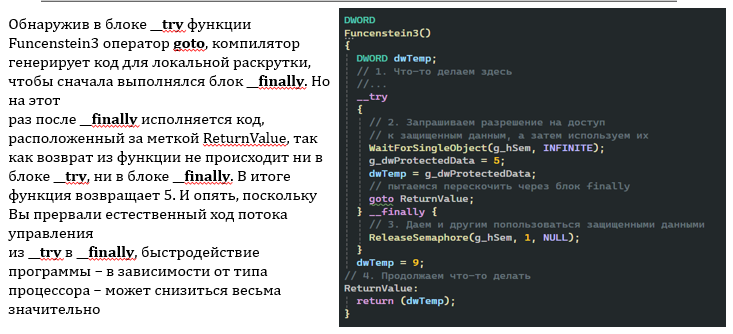 Обнаружив в блоке __try функции
Funcenstein3 оператор goto, компилятор
генерирует код для локальной раскрутки,
чтобы сначала выполнялся блок __finally. Но
на этот
раз после __finally исполняется код,
расположенный за меткой ReturnValue, так
как возврат из функции не происходит ни в
блоке __try, ни в блоке __finally. В итоге
функция возвращает 5. И опять, поскольку
Вы прервали естественный ход потока
управления
из __try в __finally, быстродействие
программы – в зависимости от типа
процессора – может снизиться весьма
значительно
DWORD
Funcenstein3()
{
DWORD dwTemp;
// 1. Что-то делаем здесь
//...
__try
{
// 2. Запрашиваем разрешение на доступ
// к защищенным данным, а затем используем их
WaitForSingleObject(g_hSem, INFINITE);
g_dwProtectedData = 5;
dwTemp = g_dwProtectedData;
// пытаемся перескочить через блок finally
goto ReturnValue;
} __finally {
// 3. Даем и другим попользоваться защищенными данными
ReleaseSemaphore(g_hSem, 1, NULL);
}
dwTemp = 9;
// 4. Продолжаем что-то делать
ReturnValue:
return (dwTemp);
}